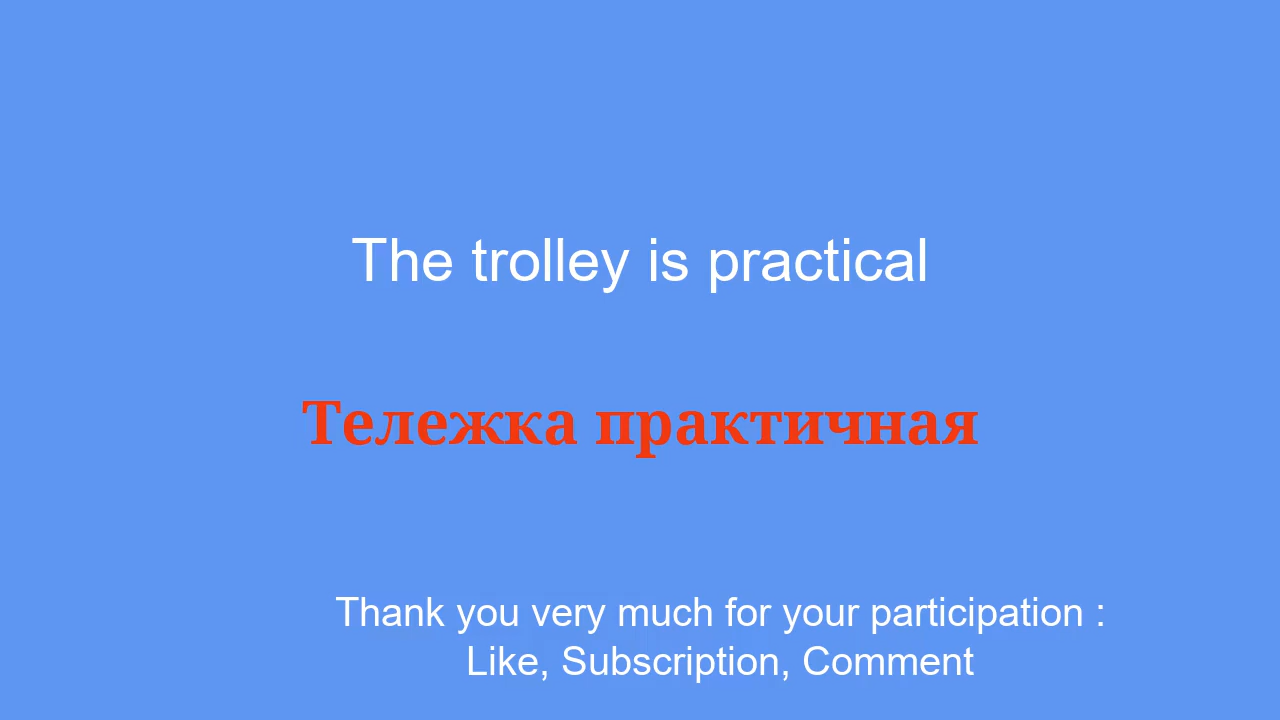 The trolley is practical
Тележка практичная
Thank you very much for your participation :
Like, Subscription, Comment